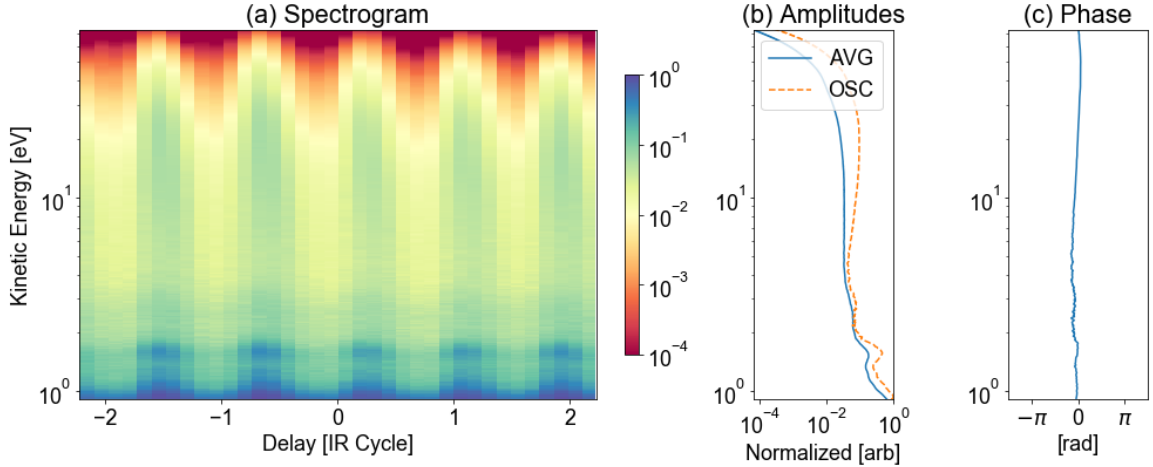 (a) Spectrogram
(b) Amplitudes
(c) Phase
Kinetic Energy [eV]
10^1
10^0
−2
−1
0
1
2
Delay [IR Cycle]
10^0
10^-1
10^-2
10^-3
10^-4
AVG
OSC
10^1
10^0
10^-4
10^-2
10^0
Normalized [arb]
10^1
10^0
−π
0
π
[rad]